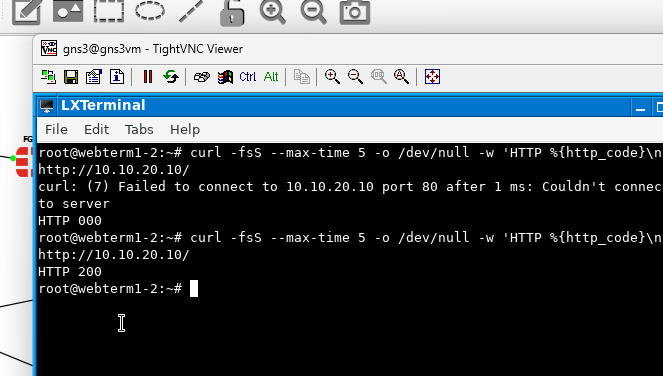 gns3@gns3vm - TightVNC Viewer
Ctrl Alt
LXTerminal
File Edit Tabs Help
FG
root@webterm1-2:~# curl -fsS --max-time 5 -o /dev/null -w 'HTTP %{http_code}\n
http://10.10.20.10/
curl: (7) Failed to connect to 10.10.20.10 port 80 after 1 ms: Couldn't connec
to server
HTTP 000
root@webterm1-2:~# curl -fsS --max-time 5 -o /dev/null -w 'HTTP %{http_code}\n
http://10.10.20.10/
HTTP 200
root@webterm1-2:~#